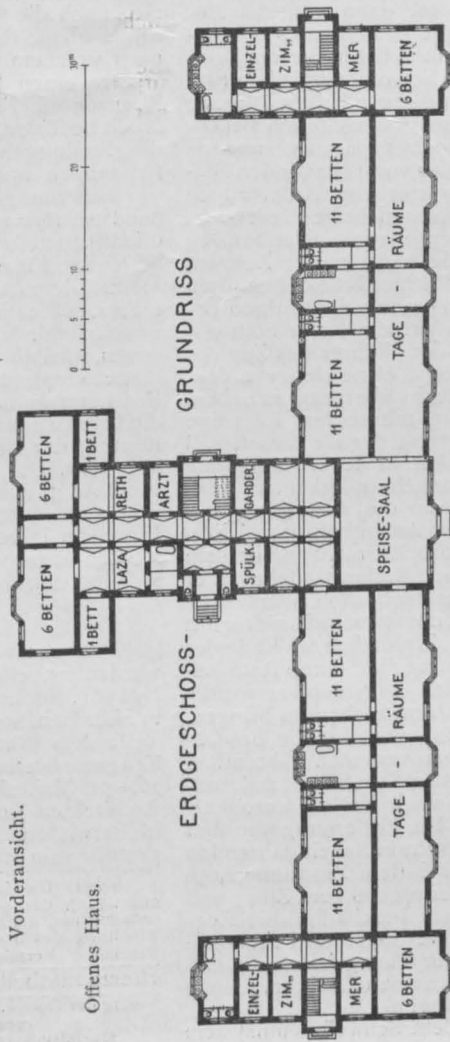 Vorderansicht.
Offenes Haus.
0 5 10 20 30m
ERDGESCHOSS- GRUNDRISS
6 BETTEN
6 BETTEN
1 BETT
1 BETT
LAZA-
RETH
ARZT
SPÜLK.
GARDER.
EINZEL-
ZIM=
MER
6 BETTEN
11 BETTEN
11 BETTEN
TAGE - RÄUME
SPEISE-SAAL
11 BETTEN
11 BETTEN
TAGE - RÄUME
EINZEL-
ZIM=
MER
6 BETTEN